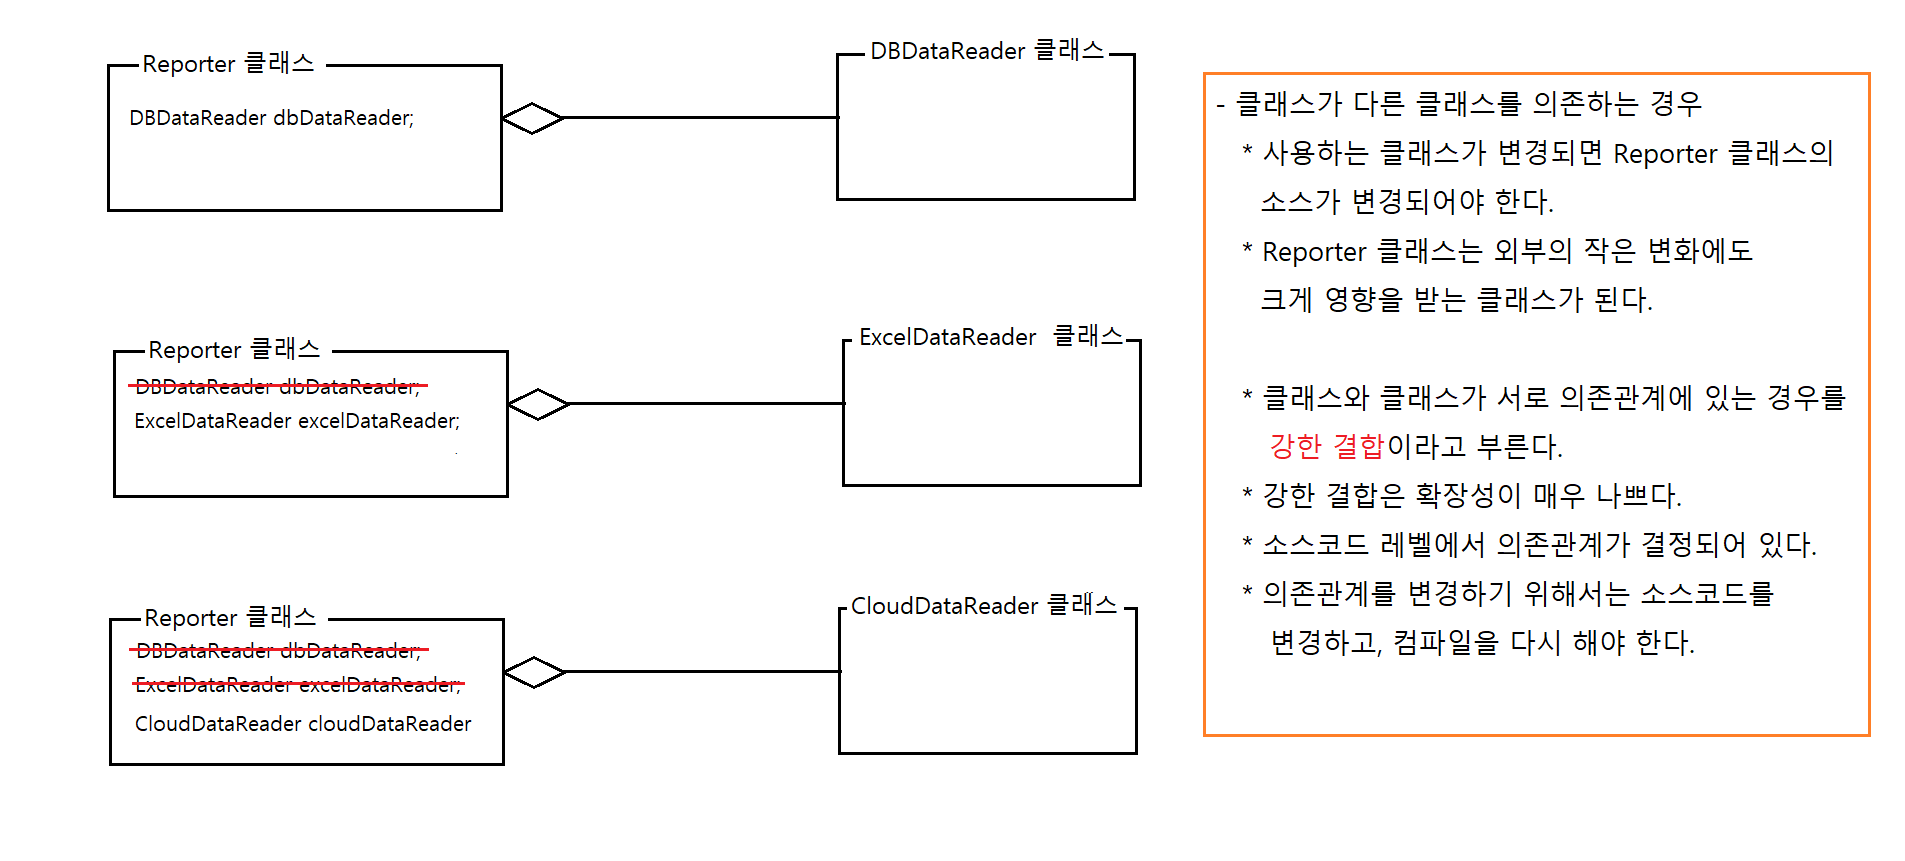 Reporter 클래스
DBDataReader 클래스
DBDataReader dbDataReader;
Reporter 클래스
ExcelDataReader 클래스
DBDataReader dbDataReader;
ExcelDataReader excelDataReader;
Reporter 클래스
CloudDataReader 클래스
DBDataReader dbDataReader;
ExcelDataReader excelDataReader;
CloudDataReader cloudDataReader
- 클래스가 다른 클래스를 의존하는 경우
* 사용하는 클래스가 변경되면 Reporter 클래스의
소스가 변경되어야 한다.
* Reporter 클래스는 외부의 작은 변화에도
크게 영향을 받는 클래스가 된다.
* 클래스와 클래스가 서로 의존관계에 있는 경우를
강한 결합이라고 부른다.
* 강한 결합은 확장성이 매우 나쁘다.
* 소스코드 레벨에서 의존관계가 결정되어 있다.
* 의존관계를 변경하기 위해서는 소스코드를
변경하고, 컴파일을 다시 해야 한다.